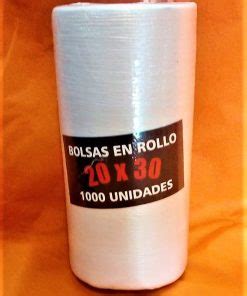 BOLSAS EN ROLLO
20 x 30
1000 UNIDADES